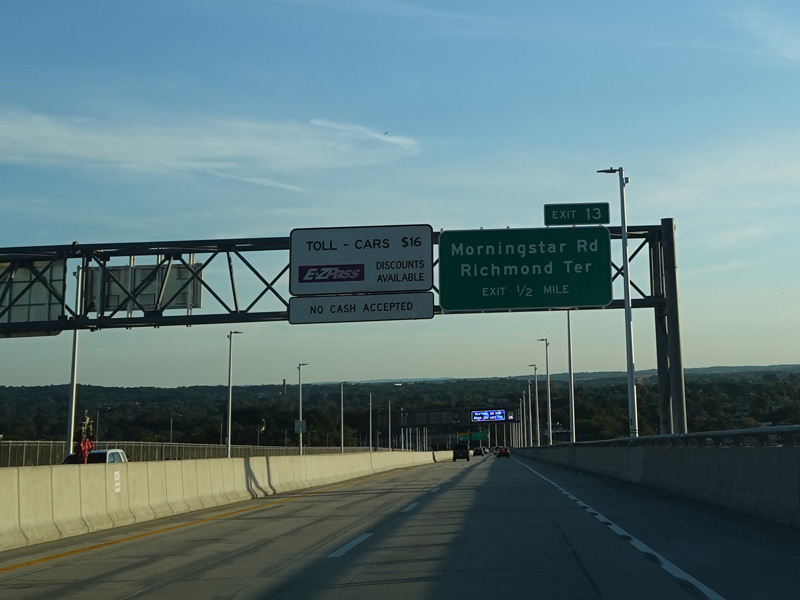 EXIT 13
TOLL - CARS $16
E-ZPass
DISCOUNTS
AVAILABLE
NO CASH ACCEPTED
Morningstar Rd
Richmond Ter
EXIT 1/2 MILE